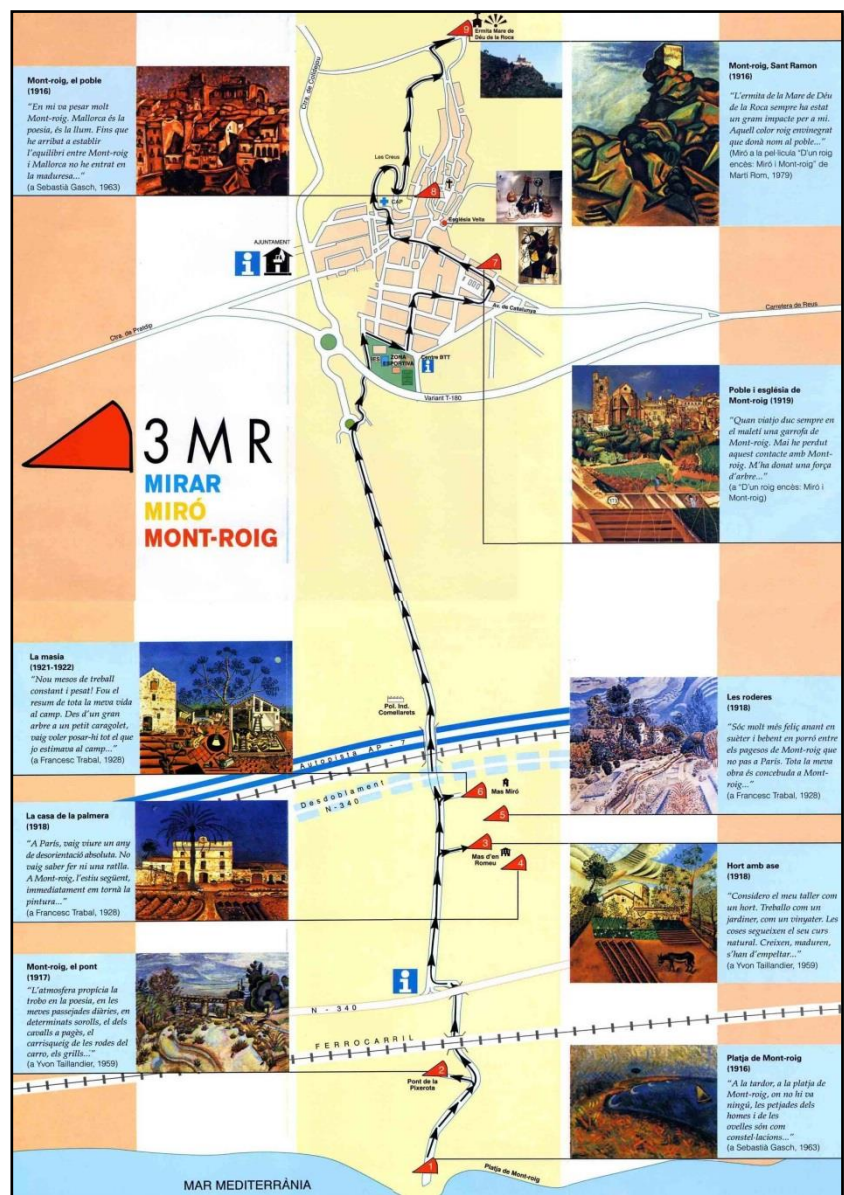 Mont-roig, el poble
(1916)
"En mi va pesar molt
Mont-roig. Mallorca és la
poesia, és la llum. Fins que
he arribat a establir
l'equilibri entre Mont-roig
i Mallorca no he entrat en
la maduresa..."
(a Sebastià Gasch, 1963)
9
Ermita Mare de
Déu de la Roca
Mont-roig, Sant Ramon
(1916)
"L'ermita de la Mare de Déu
de la Roca sempre ha estat
un gram impacte per a mi.
Aquell color roig envinegrat
que donà nom al poble..."
(Miró a la pel·lícula "D'un roig
encès: Miró i Mont-roig" de
Martí Rom, 1979)
Ctra. de Colldejou
Les Creus
8
CAP
Església Vella
AJUNTAMENT
i
7
Av. de Catalunya
Carretera de Reus
Ctra. de Pratdip
IES
ZONA
ESPORTIVA
Centre BTT
i
Variant T-180
3 M R
MIRAR
MIRÓ
MONT-ROIG
Poble i església de
Mont-roig (1919)
"Quan viatjo duc sempre en
el maletí una garrofa de
Mont-roig. Mai he perdut
aquest contacte amb Mont-
roig. M'ha donat una força
d'arbre..."
(a "D'un roig encès: Miró i
Mont-roig)
La masia
(1921-1922)
"Nou mesos de treball
constant i pesat! Fou el
resum de tota la meva vida
al camp. Des d'un gran
arbre a un petit caragolet,
vaig voler posar-hi tot el que
jo estimava al camp..."
(a Francesc Trabal, 1928)
Pol. Ind.
Comellarets
Autopista AP - 7
Desdoblament
N-340
6
Mas Miró
5
Les roderes
(1918)
"Sóc molt més feliç anant en
suèter i bebent en porró entre
els pagesos de Mont-roig que
no pas a París. Tota la meva
obra és concebuda a Mont-
roig..."
(a Francesc Trabal, 1928)
La casa de la palmera
(1918)
"A París, vaig viure un any
de desorientació absoluta. No
vaig saber fer ni una ratlla.
A Mont-roig, l'estiu següent,
immediatament em tornà la
pintura..."
(a Francesc Trabal, 1928)
3
Mas d'en
Romeu
4
Hort amb ase
(1918)
"Considero el meu taller com
un hort. Treballo com un
jardiner, com un vinyater. Les
coses segueixen el seu curs
natural. Creixen, maduren,
s'han d'empeltar..."
(a Yvon Taillandier, 1959)
Mont-roig, el pont
(1917)
"L'atmosfera propícia la
trobo en la poesia, en les
meves passejades diàries, en
determinats sorolls, el dels
cavalls a pagès, el
carrisqueig de les rodes del
carro, els grills..."
(a Yvon Taillandier, 1959)
i
N - 340
FERROCARRIL
2
Pont de la
Pixerota
Platja de Mont-roig
(1916)
"A la tardor, a la platja de
Mont-roig, on no hi va
ningú, les petjades dels
homes i de les
ovelles són com
constel·lacions..."
(a Sebastià Gasch, 1963)
1
Platja de Mont-roig
MAR MEDITERRÀNIA